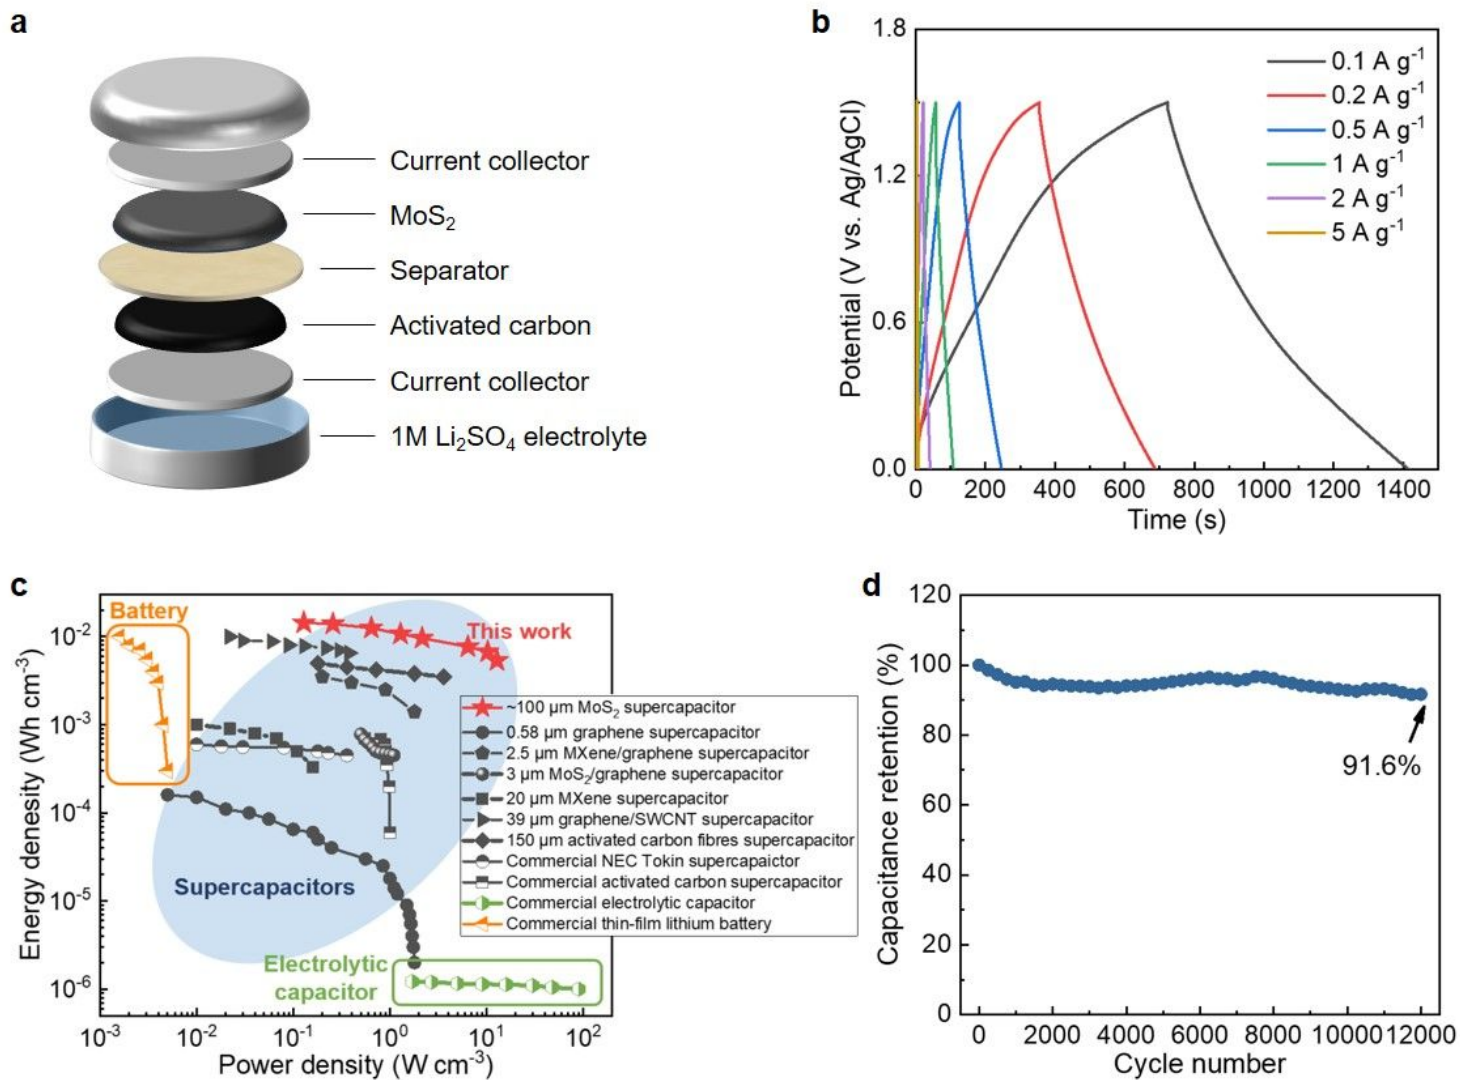 a
Current collector
MoS₂
Separator
Activated carbon
Current collector
1M Li₂SO₄ electrolyte
b
1.8
1.2
0.6
0.0
Potential (V vs. Ag/AgCl)
0.1 A g⁻¹
0.2 A g⁻¹
0.5 A g⁻¹
1 A g⁻¹
2 A g⁻¹
5 A g⁻¹
0 200 400 600 800 1000 1200 1400
Time (s)
c
Energy denesity (Wh cm⁻³)
10⁻²
10⁻³
10⁻⁴
10⁻⁵
10⁻⁶
Battery
This work
Supercapacitors
Electrolytic
capacitor
~100 µm MoS₂ supercapacitor
0.58 µm graphene supercapacitor
2.5 µm MXene/graphene supercapacitor
3 µm MoS₂/graphene supercapacitor
20 µm MXene supercapacitor
39 µm graphene/SWCNT supercapacitor
150 µm activated carbon fibres supercapacitor
Commercial NEC Tokin supercapaictor
Commercial activated carbon supercapacitor
Commercial electrolytic capacitor
Commercial thin-film lithium battery
10⁻³ 10⁻² 10⁻¹ 10⁰ 10¹ 10²
Power density (W cm⁻³)
d
120
100
80
60
40
20
0
Capacitance retention (%)
91.6%
0 2000 4000 6000 8000 10000 12000
Cycle number